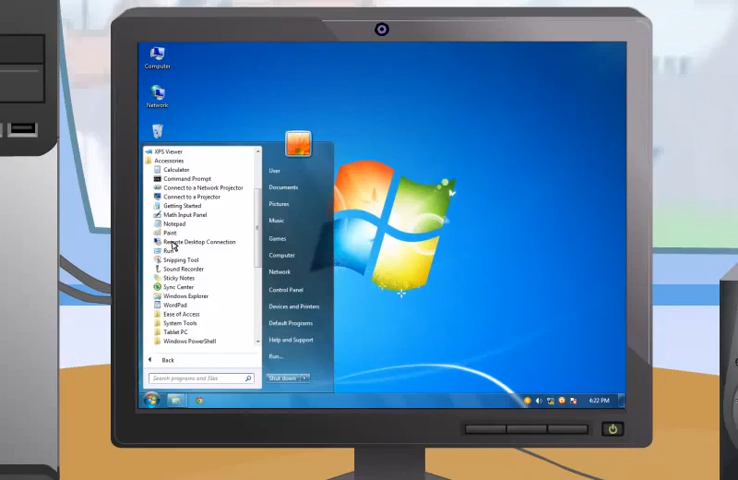 Computer
Network
XPS Viewer
Accessories
Calculator
Command Prompt
Connect to a Network Projector
Connect to a Projector
Getting Started
Math Input Panel
Notepad
Paint
Remote Desktop Connection
Run
Snipping Tool
Sound Recorder
Sticky Notes
Sync Center
Windows Explorer
WordPad
Ease of Access
System Tools
Tablet PC
Windows PowerShell
Back
Search programs and files
User
Documents
Pictures
Music
Games
Computer
Network
Control Panel
Devices and Printers
Default Programs
Help and Support
Run...
Shut down
6:22 PM